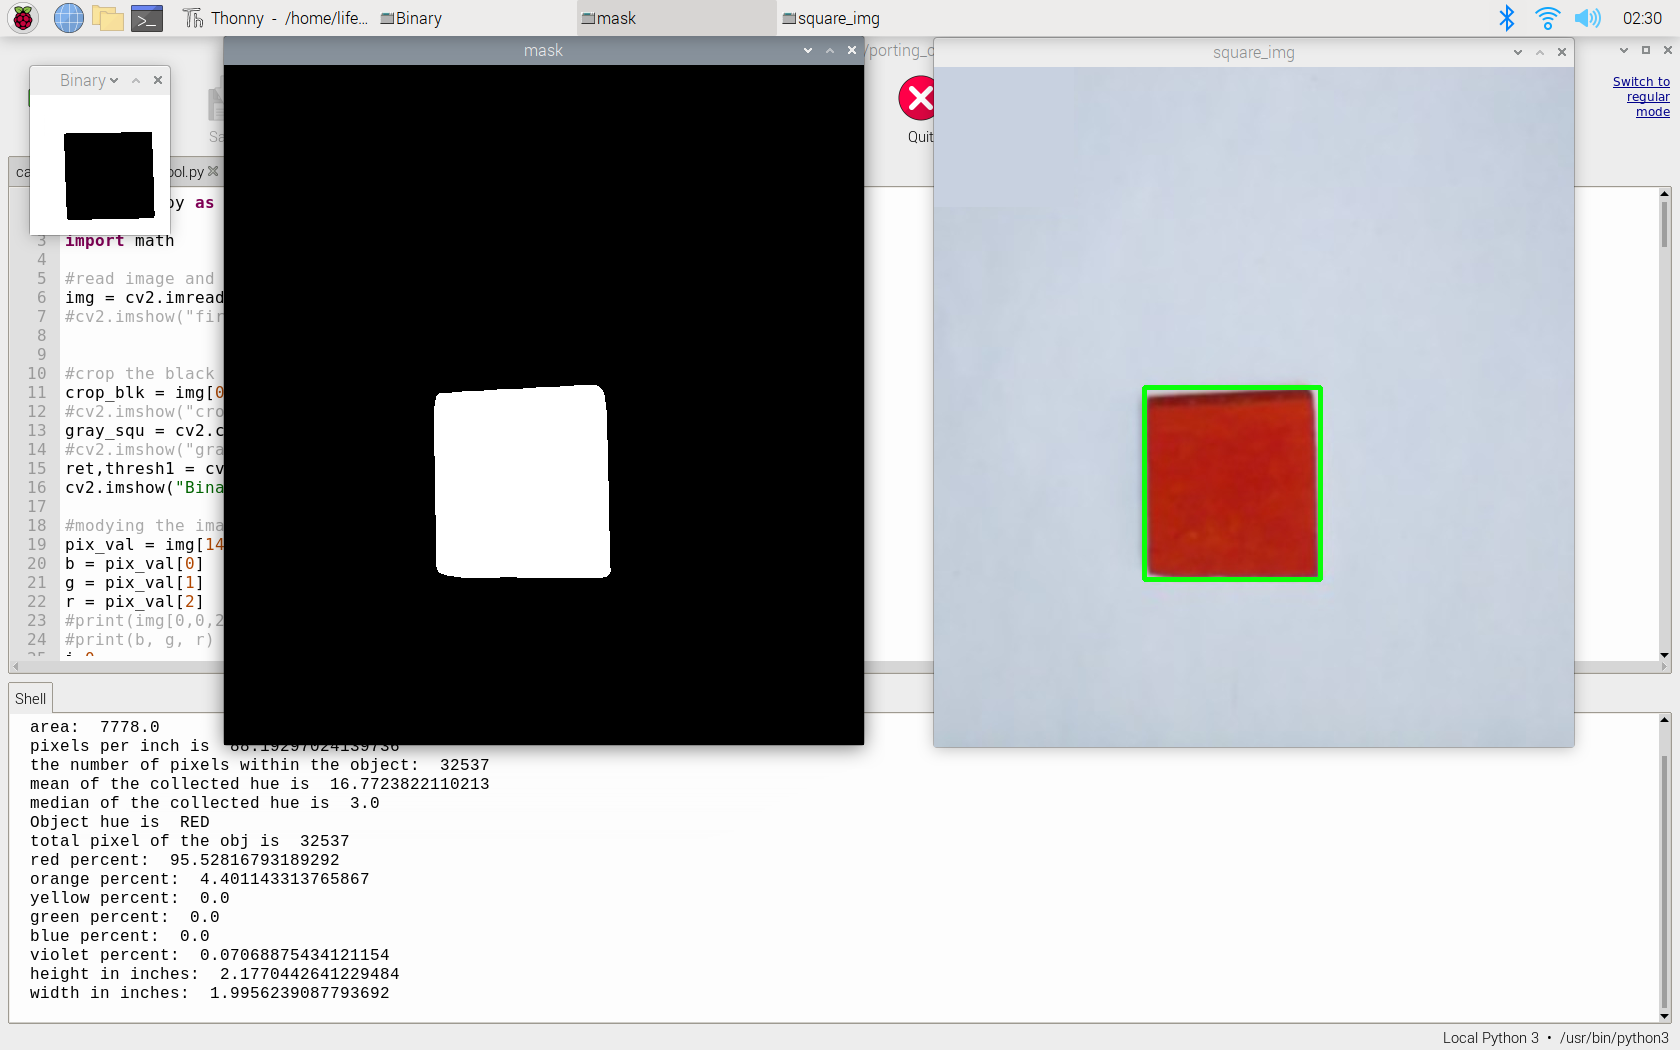 Thonny - /home/life... Binary mask square_img 02:30
mask
/porting_d
square_img
Binary
Switch to
regular
mode
Sa
Quit
ca
ool.py
py as
3 import math
4
5 #read image and
6 img = cv2.imread
7 #cv2.imshow("fir
8
9
10 #crop the black
11 crop_blk = img[0
12 #cv2.imshow("cro
13 gray_squ = cv2.c
14 #cv2.imshow("gra
15 ret,thresh1 = cv
16 cv2.imshow("Bina
17
18 #modying the ima
19 pix_val = img[14
20 b = pix_val[0]
21 g = pix_val[1]
22 r = pix_val[2]
23 #print(img[0,0,2
24 #print(b, g, r)
Shell
area:  7778.0
pixels per inch is  88.19297024139736
the number of pixels within the object:  32537
mean of the collected hue is  16.7723822110213
median of the collected hue is  3.0
Object hue is  RED
total pixel of the obj is  32537
red percent:  95.52816793189292
orange percent:  4.401143313765867
yellow percent:  0.0
green percent:  0.0
blue percent:  0.0
violet percent:  0.07068875434121154
height in inches:  2.1770442641229484
width in inches:  1.9956239087793692
Local Python 3 • /usr/bin/python3